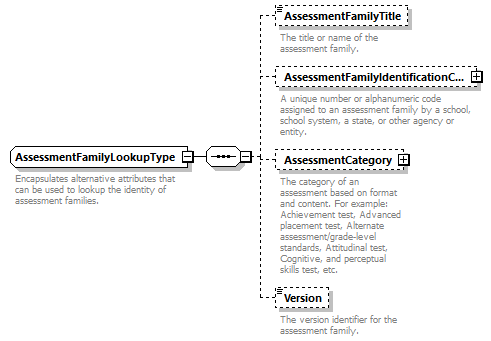 AssessmentFamilyTitle
The title or name of the
assessment family.
AssessmentFamilyIdentificationC...
A unique number or alphanumeric code
assigned to an assessment family by a school,
school system, a state, or other agency or
entity.
AssessmentFamilyLookupType
Encapsulates alternative attributes that
can be used to lookup the identity of
assessment families.
AssessmentCategory
The category of an
assessment based on format
and content. For example:
Achievement test, Advanced
placement test, Alternate
assessment/grade-level
standards, Attitudinal test,
Cognitive, and perceptual
skills test, etc.
Version
The version identifier for the
assessment family.